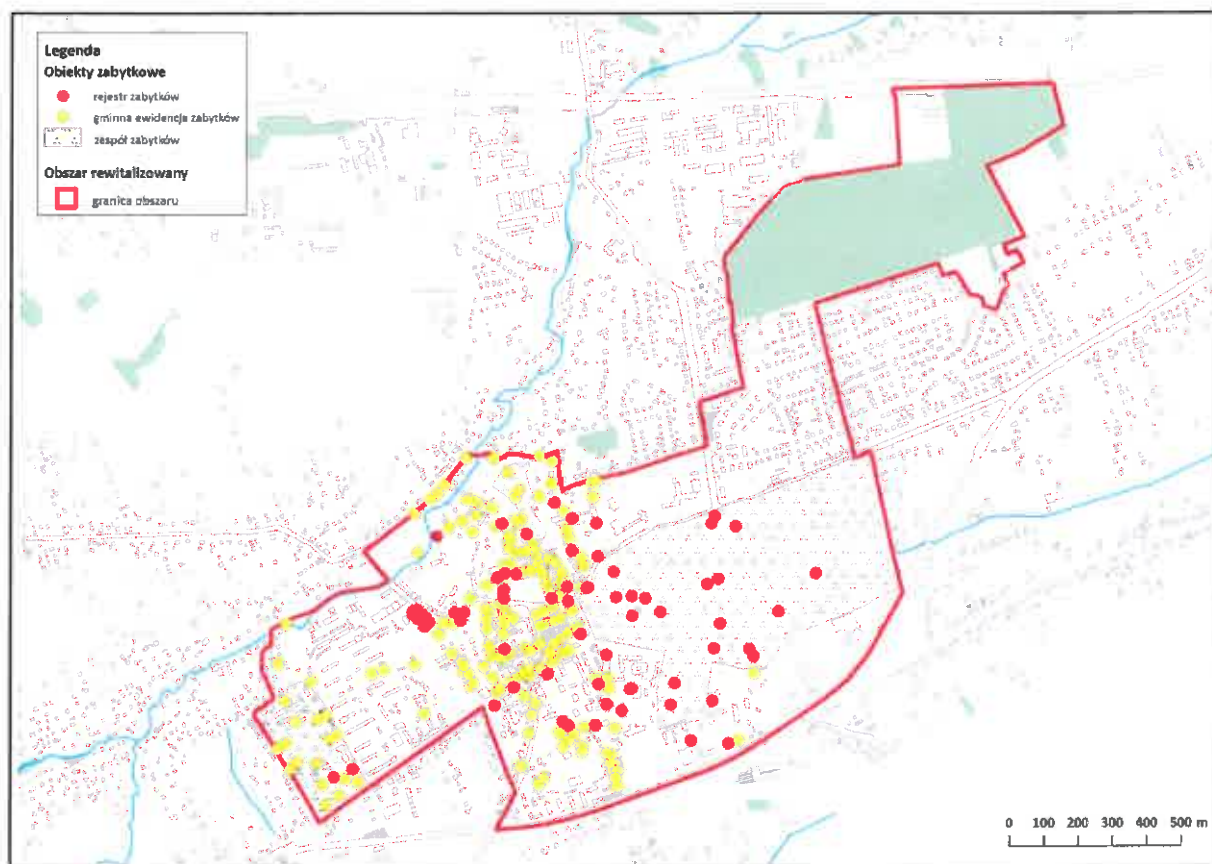 Legenda
Obiekty zabytkowe
rejestr zabytków
gminna ewidencja zabytków
zespół zabytków
Obszar rewitalizowany
granica obszaru
0 100 200 300 400 500 m